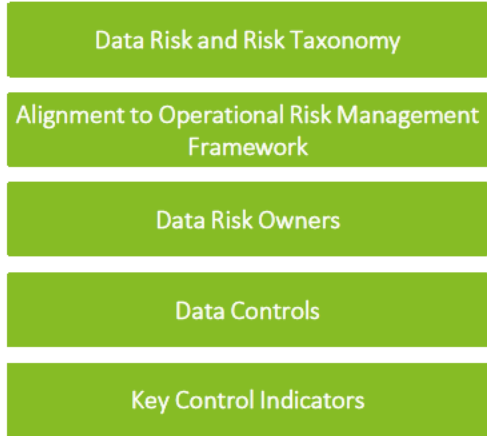 Data Risk and Risk Taxonomy
Alignment to Operational Risk Management
Framework
Data Risk Owners
Data Controls
Key Control Indicators